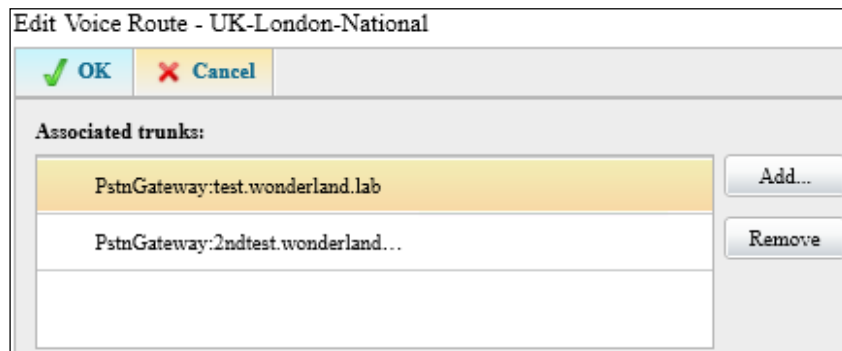 Edit Voice Route - UK-London-National
OK Cancel
Associated trunks:
PstnGateway:test.wonderland.lab
Add...
PstnGateway:2ndtest.wonderland...
Remove